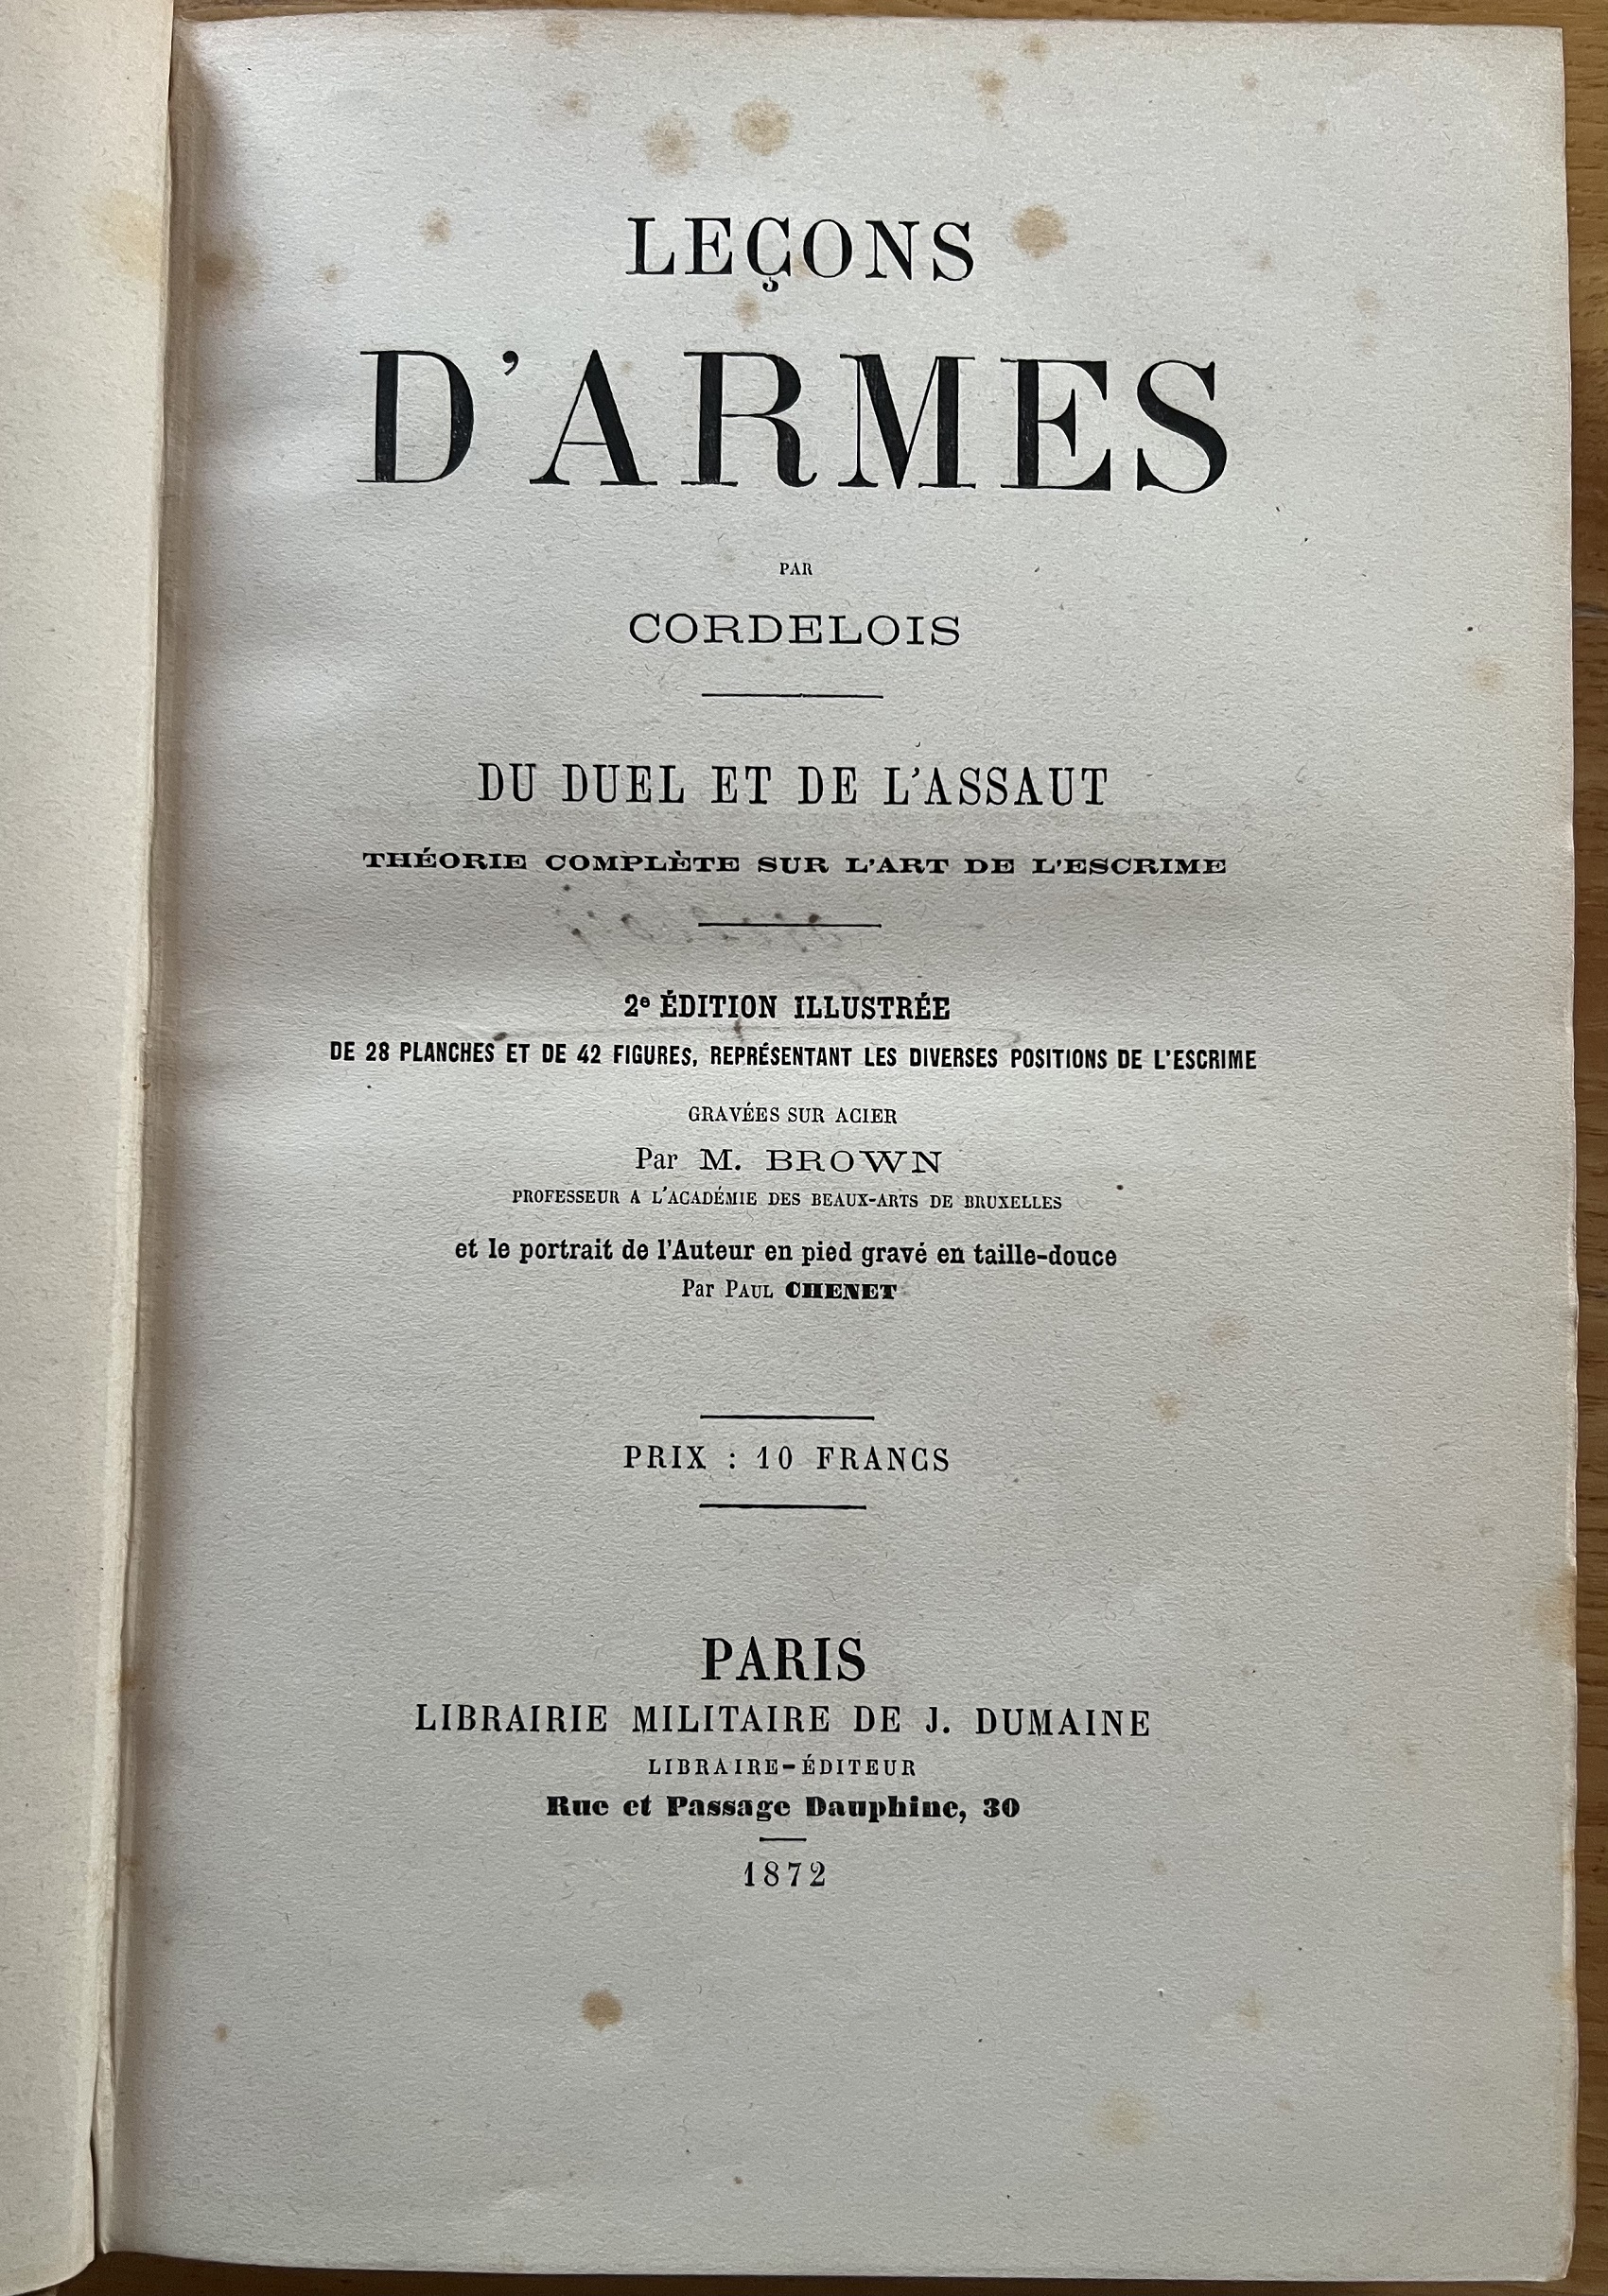 LEÇONS
D'ARMES
PAR
CORDELOIS
DU DUEL ET DE L'ASSAUT
THÉORIE COMPLÈTE SUR L'ART DE L'ESCRIME
2e ÉDITION ILLUSTRÉE
DE 28 PLANCHES ET DE 42 FIGURES, REPRÉSENTANT LES DIVERSES POSITIONS DE L'ESCRIME
GRAVÉES SUR ACIER
Par M. BROWN
PROFESSEUR A L'ACADÉMIE DES BEAUX-ARTS DE BRUXELLES
et le portrait de l'Auteur en pied gravé en taille-douce
Par PAUL CHENET
PRIX : 10 FRANCS
PARIS
LIBRAIRIE MILITAIRE DE J. DUMAINE
LIBRAIRE-ÉDITEUR
Rue et Passage Dauphine, 30
1872